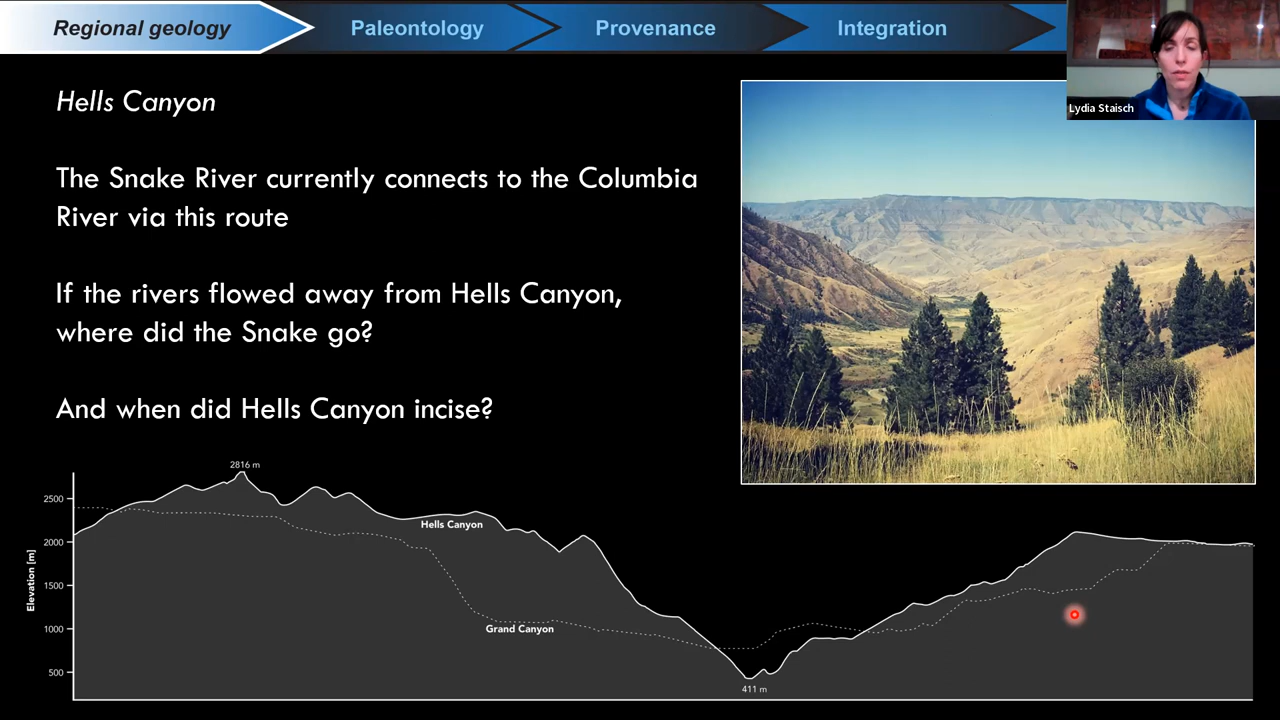 Regional geology
Paleontology
Provenance
Integration
Lydia Staisch
Hells Canyon
The Snake River currently connects to the Columbia
River via this route
If the rivers flowed away from Hells Canyon,
where did the Snake go?
And when did Hells Canyon incise?
2816 m
2500
2000
1500
1000
500
Elevation [m]
Hells Canyon
Grand Canyon
411 m